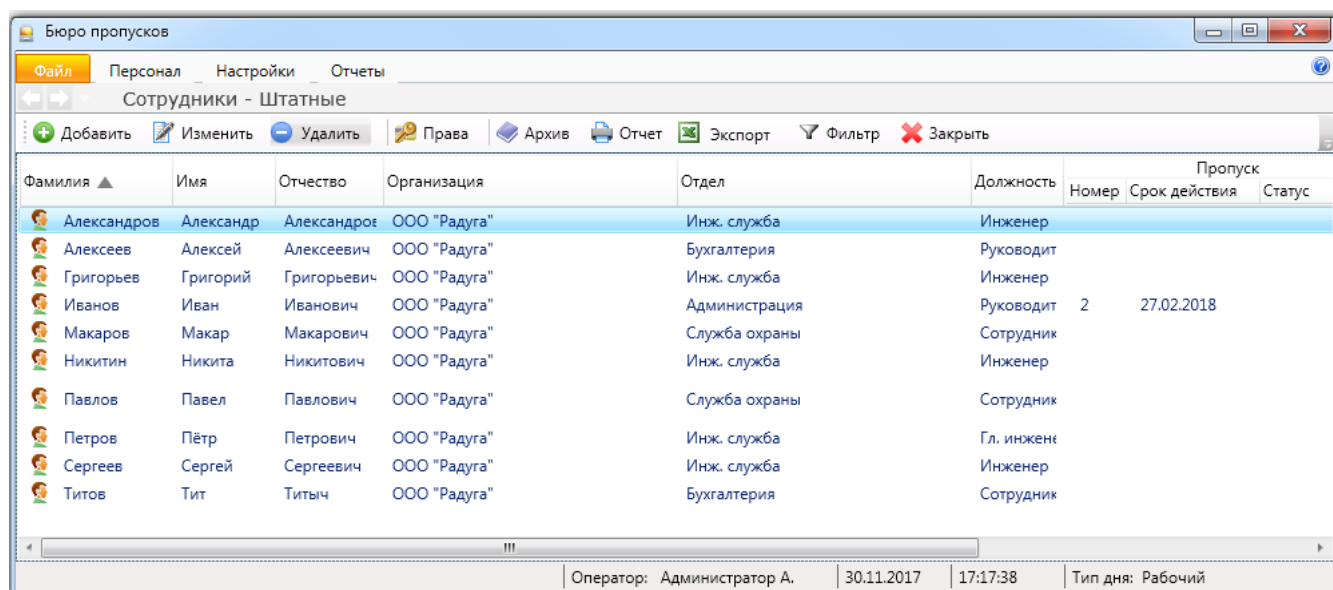 Бюро пропусков
Файл Персонал Настройки Отчеты
Сотрудники - Штатные
Добавить Изменить Удалить Права Архив Отчет Экспорт Фильтр Закрыть
Фамилия Имя Отчество Организация Отдел Должность Пропуск
Номер Срок действия Статус
Александров Александр Александров ООО "Радуга" Инж. служба Инженер
Алексеев Алексей Алексеевич ООО "Радуга" Бухгалтерия Руководит
Григорьев Григорий Григорьевич ООО "Радуга" Инж. служба Инженер
Иванов Иван Иванович ООО "Радуга" Администрация Руководит 2 27.02.2018
Макаров Макар Макарович ООО "Радуга" Служба охраны Сотрудник
Никитин Никита Никитович ООО "Радуга" Инж. служба Инженер
Павлов Павел Павлович ООО "Радуга" Служба охраны Сотрудник
Петров Пётр Петрович ООО "Радуга" Инж. служба Гл. инжене
Сергеев Сергей Сергеевич ООО "Радуга" Инж. служба Инженер
Титов Тит Титыч ООО "Радуга" Бухгалтерия Сотрудник
Оператор: Администратор А. 30.11.2017 17:17:38 Тип дня: Рабочий